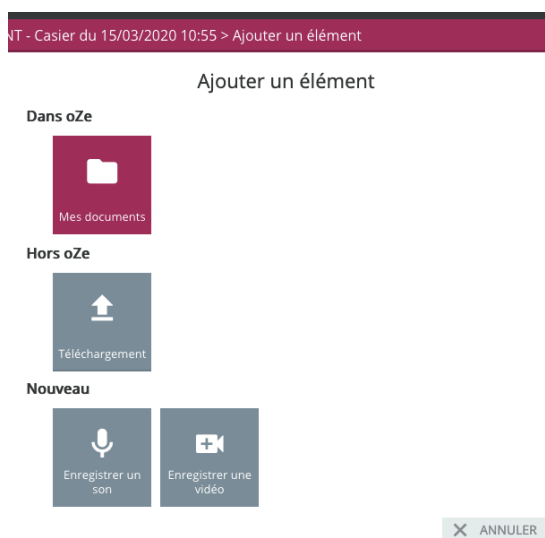 NT - Casier du 15/03/2020 10:55 > Ajouter un élément
Ajouter un élément
Dans oZe
Mes documents
Hors oZe
Téléchargement
Nouveau
Enregistrer un son
Enregistrer une vidéo
ANNULER